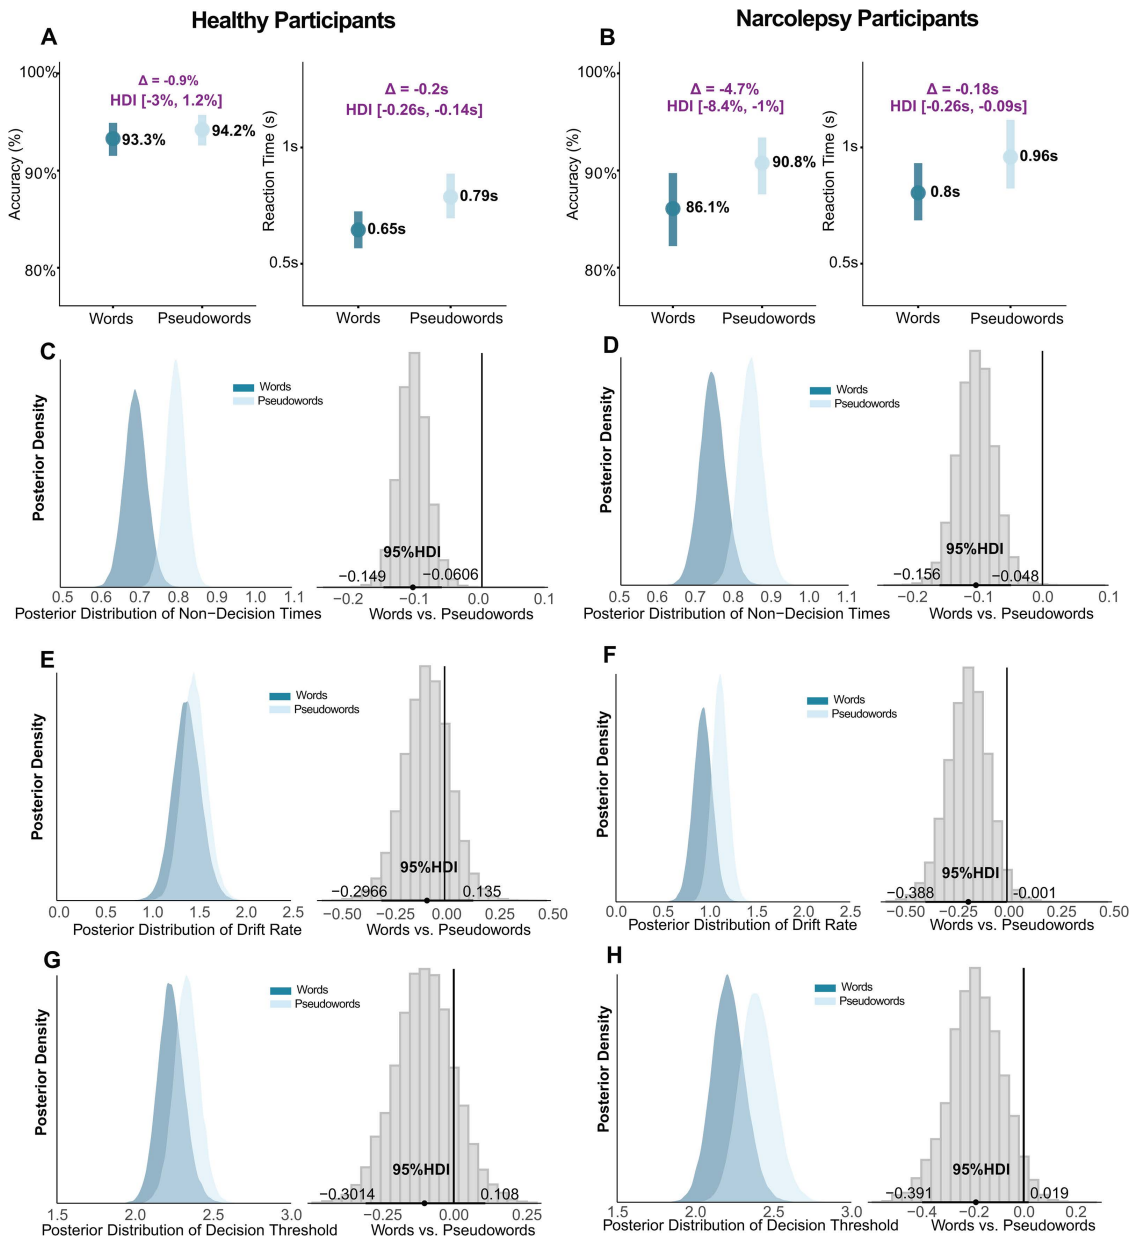 Healthy Participants
Narcolepsy Participants
A
Accuracy (%)
100%
90%
80%
Δ = -0.9%
HDI [-3%, 1.2%]
93.3%
94.2%
Words
Pseudowords
Reaction Time (s)
1s
0.5s
Δ = -0.2s
HDI [-0.26s, -0.14s]
0.65s
0.79s
Words
Pseudowords
B
Accuracy (%)
100%
90%
80%
Δ = -4.7%
HDI [-8.4%, -1%]
86.1%
90.8%
Words
Pseudowords
Reaction Time (s)
1s
0.5s
Δ = -0.18s
HDI [-0.26s, -0.09s]
0.8s
0.96s
Words
Pseudowords
C
Posterior Density
Words
Pseudowords
0.5 0.6 0.7 0.8 0.9 1.0 1.1
Posterior Distribution of Non−Decision Times
95%HDI
−0.149 −0.0606
−0.2 −0.1 0.0 0.1
Words vs. Pseudowords
D
Posterior Density
Words
Pseudowords
0.5 0.6 0.7 0.8 0.9 1.0 1.1
Posterior Distribution of Non−Decision Times
95%HDI
−0.156 −0.048
−0.2 −0.1 0.0 0.1
Words vs. Pseudowords
E
Posterior Density
Words
Pseudowords
0.0 0.5 1.0 1.5 2.0 2.5
Posterior Distribution of Drift Rate
95%HDI
−0.2966 0.135
−0.50 −0.25 0.00 0.25 0.50
Words vs. Pseudowords
F
Posterior Density
Words
Pseudowords
0.0 0.5 1.0 1.5 2.0 2.5
Posterior Distribution of Drift Rate
95%HDI
−0.388 -0.001
−0.50 −0.25 0.00 0.25 0.50
Words vs. Pseudowords
G
Posterior Density
Words
Pseudowords
1.5 2.0 2.5 3.0
Posterior Distribution of Decision Threshold
95%HDI
−0.3014 0.108
−0.25 0.00 0.25
Words vs. Pseudowords
H
Posterior Density
Words
Pseudowords
1.5 2.0 2.5 3.0
Posterior Distribution of Decision Threshold
95%HDI
−0.391 0.019
−0.4 −0.2 0.0 0.2
Words vs. Pseudowords